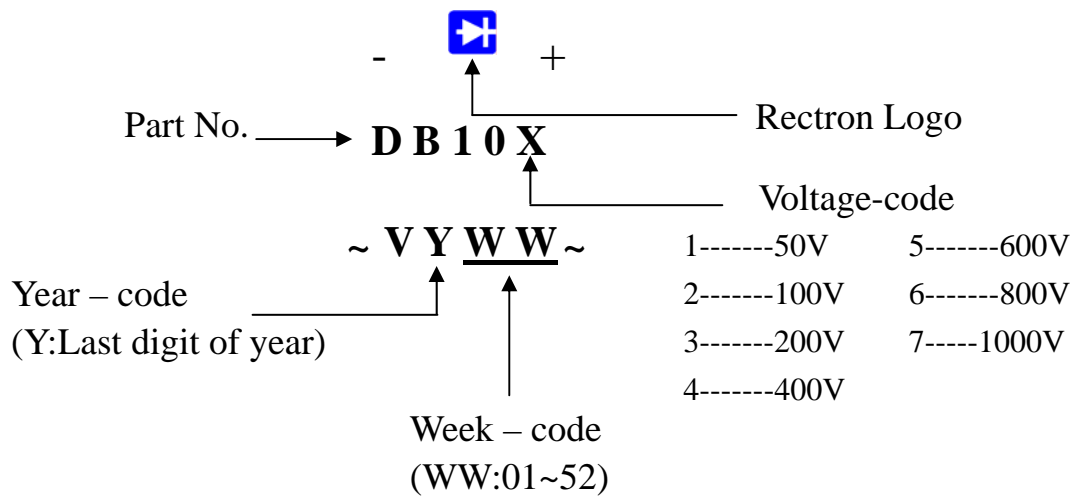 - +
Part No.
Rectron Logo
D B 1 0 X
Voltage-code
~ V Y W W ~
1-------50V 5-------600V
2-------100V 6-------800V
3-------200V 7-----1000V
4-------400V
Year – code
(Y:Last digit of year)
Week – code
(WW:01~52)